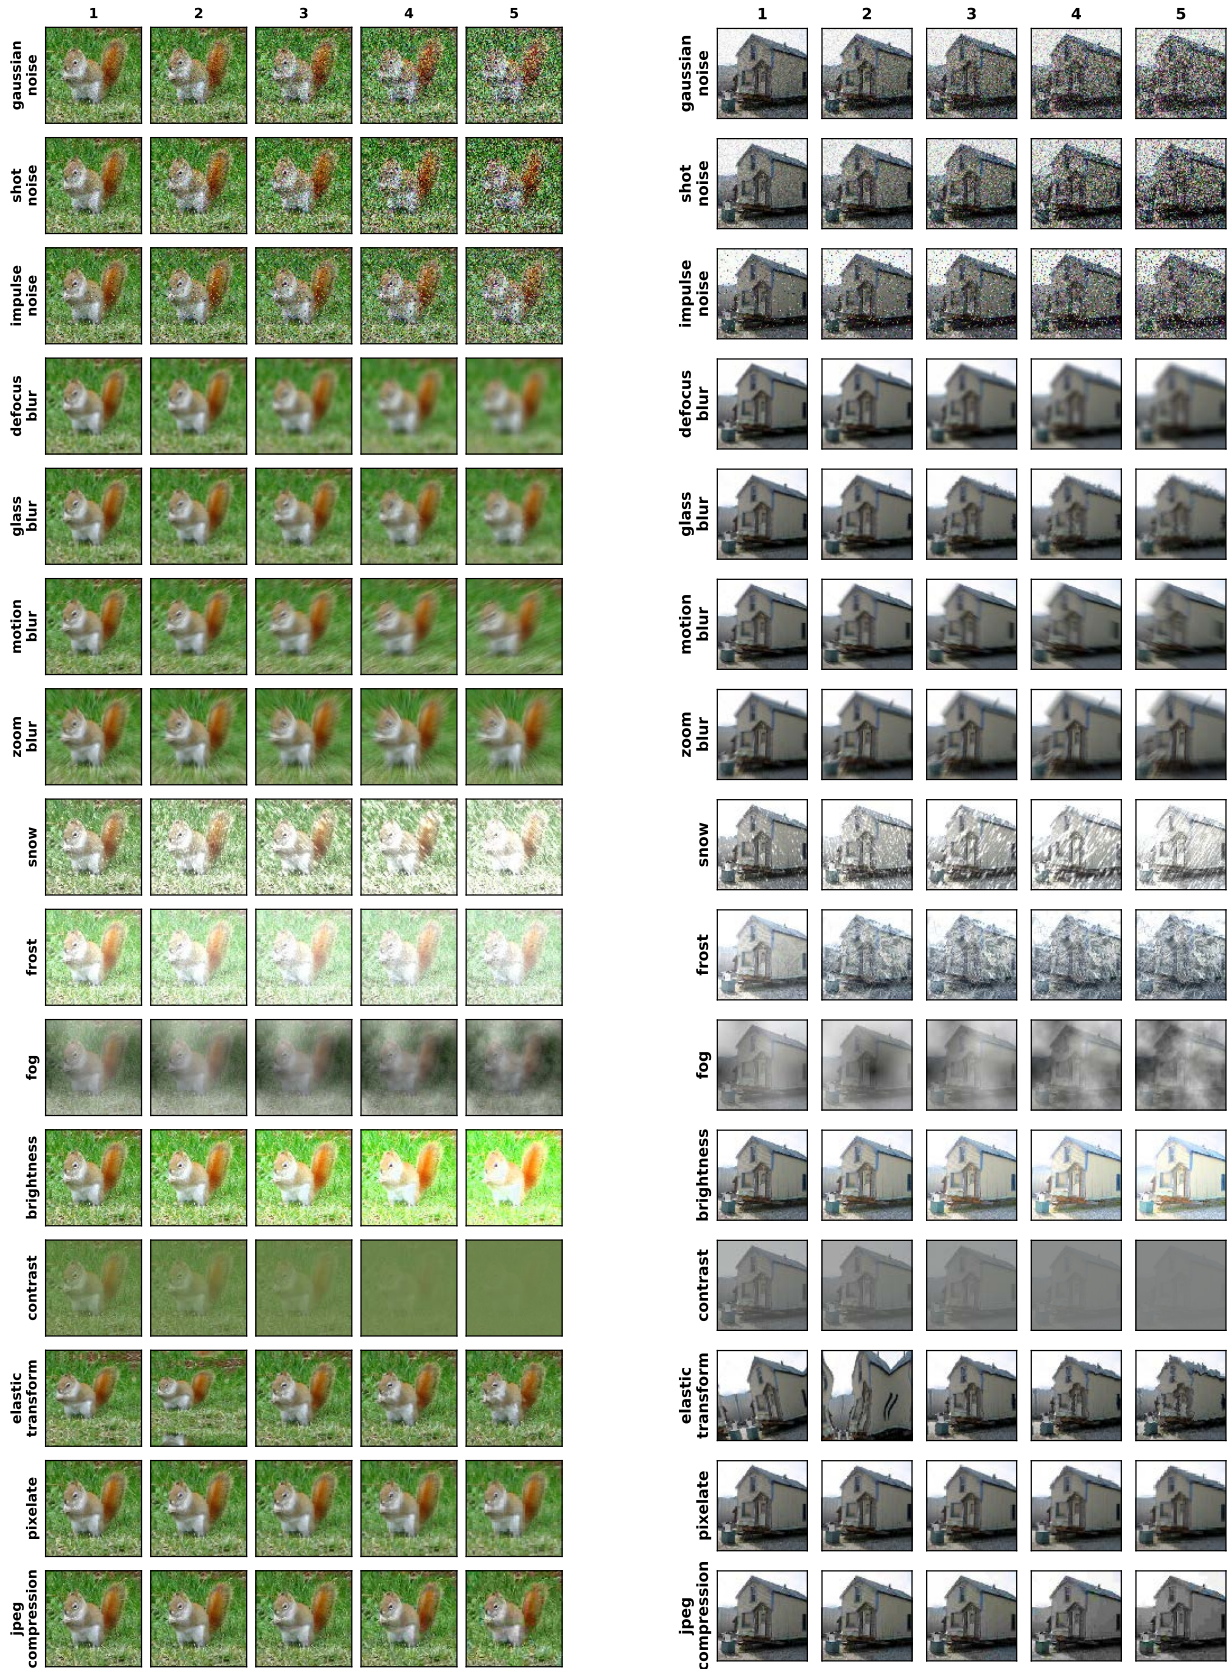 1 2 3 4 5
gaussian
noise
shot
noise
impulse
noise
defocus
blur
glass
blur
motion
blur
zoom
blur
snow
frost
fog
brightness
contrast
elastic
transform
pixelate
jpeg
compression
1 2 3 4 5
gaussian
noise
shot
noise
impulse
noise
defocus
blur
glass
blur
motion
blur
zoom
blur
snow
frost
fog
brightness
contrast
elastic
transform
pixelate
jpeg
compression